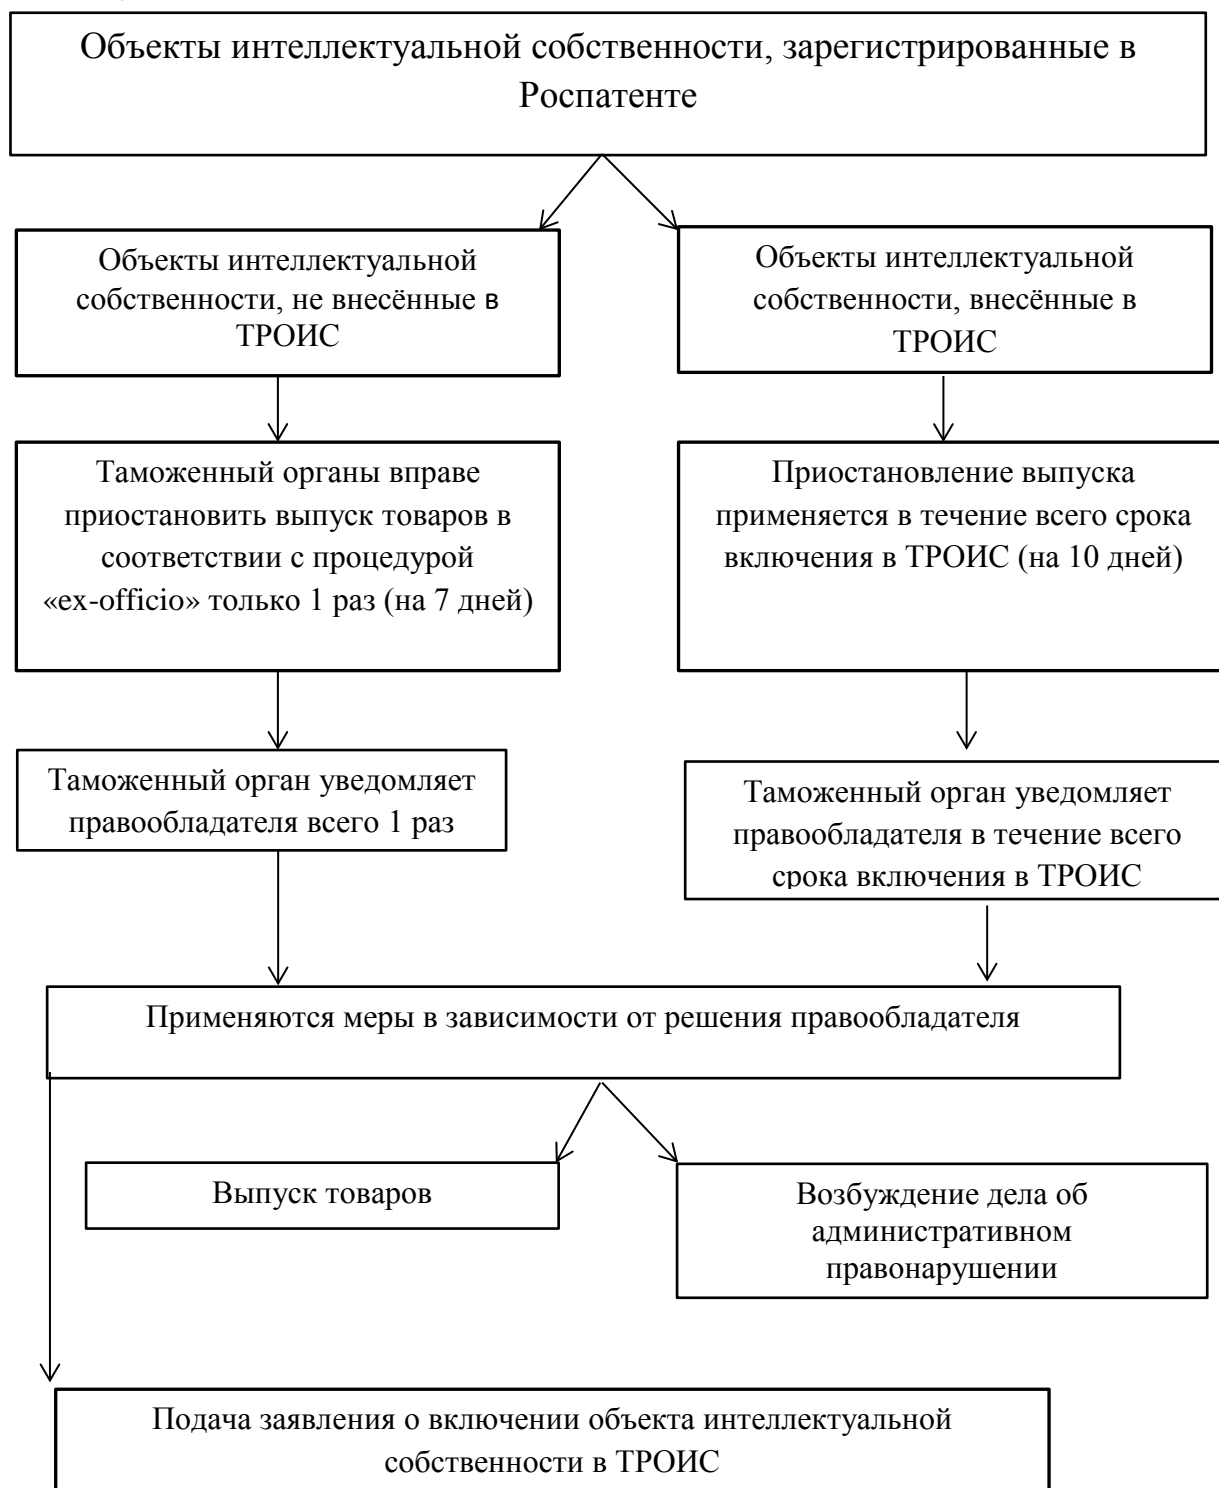 Объекты интеллектуальной собственности, зарегистрированные в
Роспатенте
Объекты интеллектуальной
собственности, не внесённые в
ТРОИС
Объекты интеллектуальной
собственности, внесённые в
ТРОИС
Таможенный органы вправе
приостановить выпуск товаров в
соответствии с процедурой
«ex-officio» только 1 раз (на 7 дней)
Приостановление выпуска
применяется в течение всего срока
включения в ТРОИС (на 10 дней)
Таможенный орган уведомляет
правообладателя всего 1 раз
Таможенный орган уведомляет
правообладателя в течение всего
срока включения в ТРОИС
Применяются меры в зависимости от решения правообладателя
Выпуск товаров
Возбуждение дела об
административном
правонарушении
Подача заявления о включении объекта интеллектуальной
собственности в ТРОИС